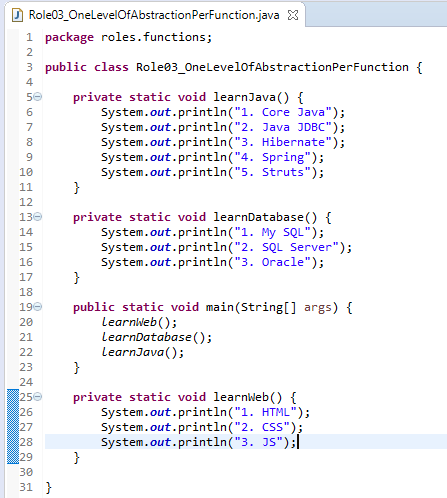 Role03_OneLevelOfAbstractionPerFunction.java
1 package roles.functions;
2
3 public class Role03_OneLevelOfAbstractionPerFunction {
4
5 private static void learnJava() {
6 System.out.println("1. Core Java");
7 System.out.println("2. Java JDBC");
8 System.out.println("3. Hibernate");
9 System.out.println("4. Spring");
10 System.out.println("5. Struts");
11 }
12
13 private static void learnDatabase() {
14 System.out.println("1. My SQL");
15 System.out.println("2. SQL Server");
16 System.out.println("3. Oracle");
17 }
18
19 public static void main(String[] args) {
20 learnWeb();
21 learnDatabase();
22 learnJava();
23 }
24
25 private static void learnWeb() {
26 System.out.println("1. HTML");
27 System.out.println("2. CSS");
28 System.out.println("3. JS");
29 }
30
31 }